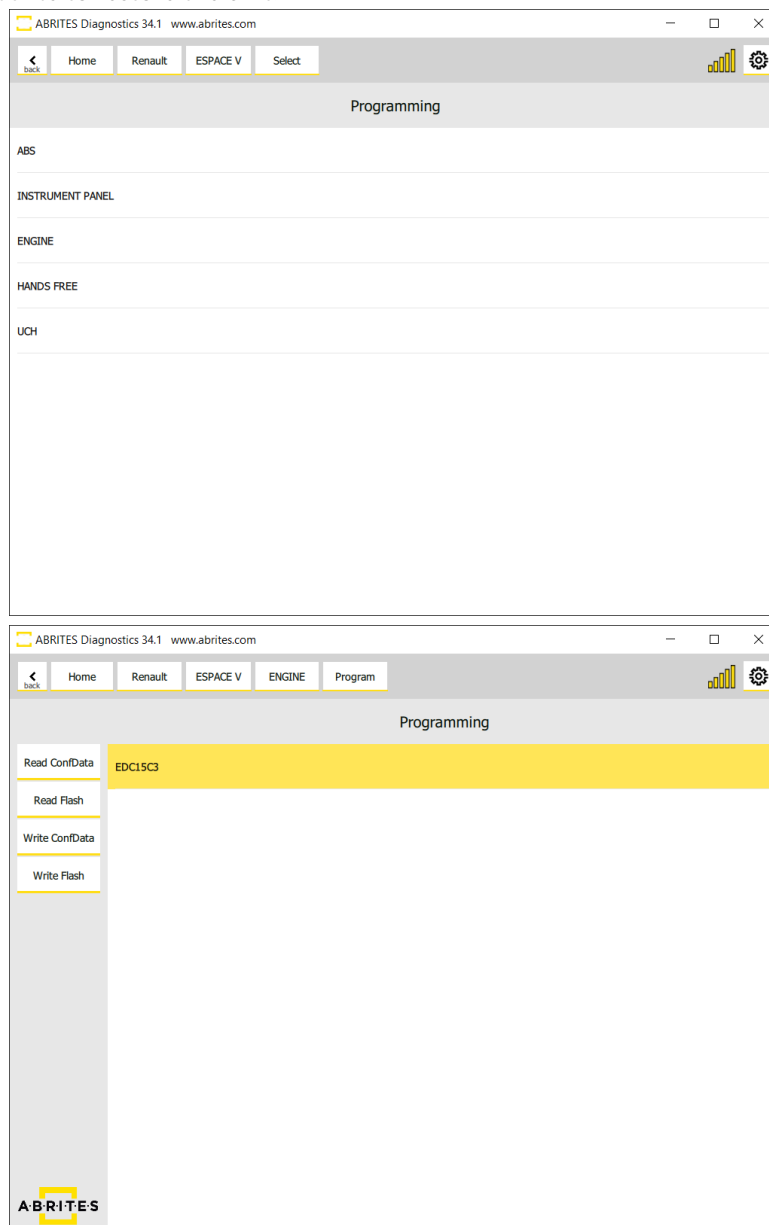 ABRITES Diagnostics 34.1 www.abrites.com
back Home Renault ESPACE V Select
Programming
ABS
INSTRUMENT PANEL
ENGINE
HANDS FREE
UCH
ABRITES Diagnostics 34.1 www.abrites.com
back Home Renault ESPACE V ENGINE Program
Programming
Read ConfData
EDC15C3
Read Flash
Write ConfData
Write Flash
A·B·R·I·T·E·S